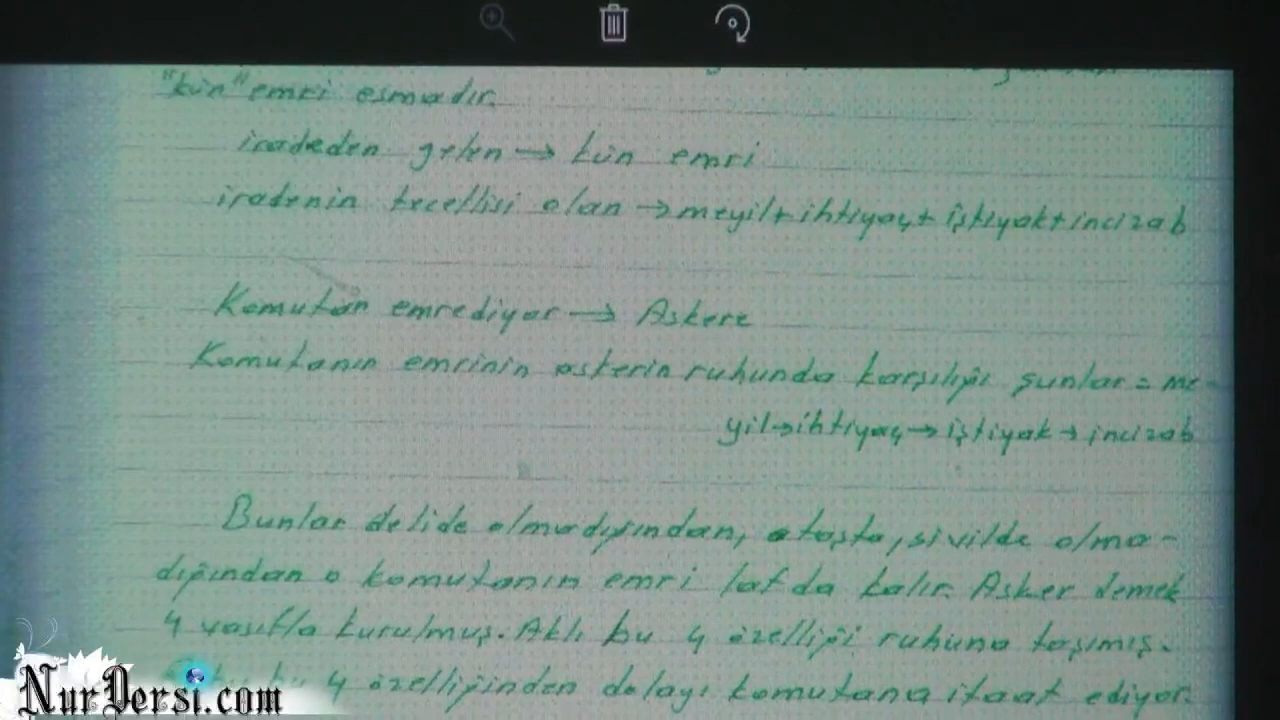 "kün" emri esmadır.
iradeden gelen → kün emri
iradenin tecellisi olan → meyil+ihtiyaç+iştiyak+incizab
Komutan emrediyor → Askere
Komutanın emrinin askerin ruhunda karşılığı şunlar = me-
yil→ihtiyaç→iştiyak→incizab
Bunlar delide olmadığından, ataşta, sivilde olma-
dığından o komutanın emri lafda kalır. Asker demek
4 vasıfla kurulmuş. Aklı bu 4 özelliği ruhuna taşımış.
bu 4 özelliğinden dolayı komutana itaat ediyor.
NurDersi.com